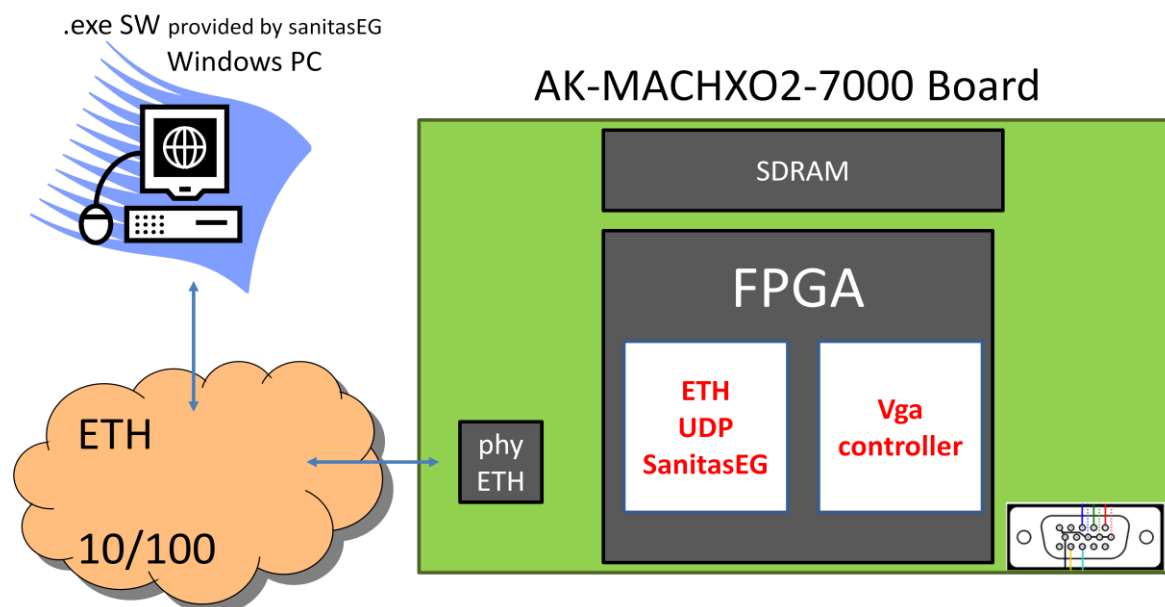 .exe SW provided by sanitasEG
Windows PC
AK-MACHXO2-7000 Board
SDRAM
FPGA
ETH
UDP
SanitasEG
Vga
controller
phy
ETH
ETH
10/100